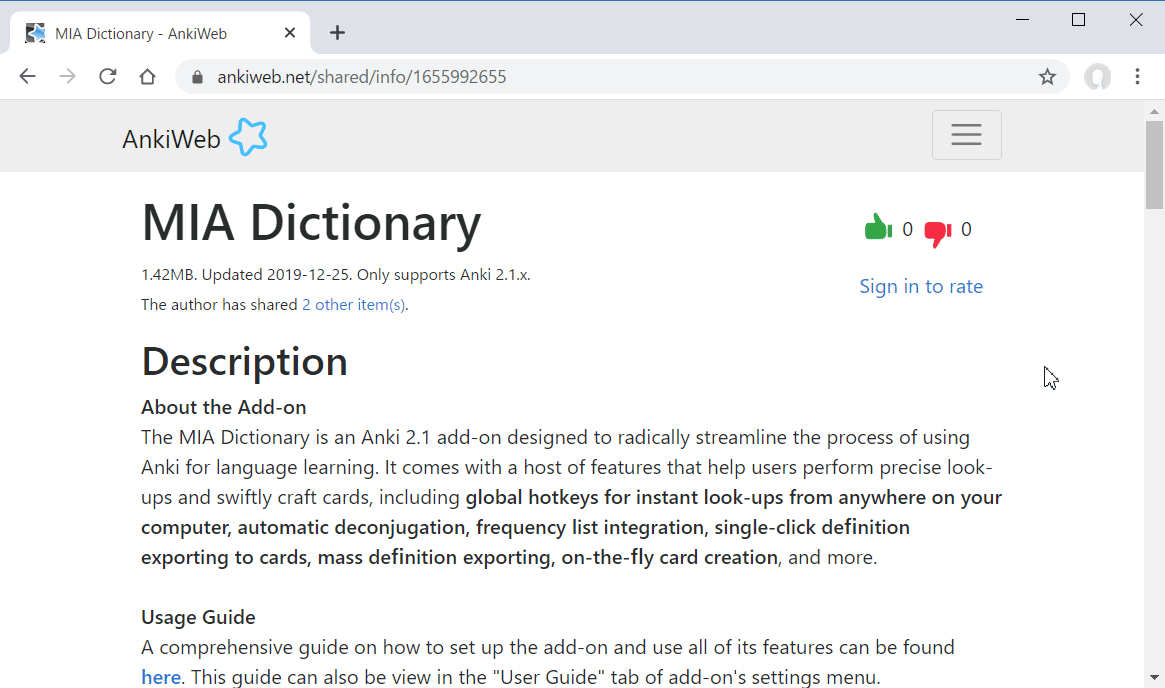 MIA Dictionary - AnkiWeb
ankiweb.net/shared/info/1655992655
AnkiWeb
MIA Dictionary
0 0
1.42MB. Updated 2019-12-25. Only supports Anki 2.1.x.
Sign in to rate
The author has shared 2 other item(s).
Description
About the Add-on
The MIA Dictionary is an Anki 2.1 add-on designed to radically streamline the process of using
Anki for language learning. It comes with a host of features that help users perform precise look-
ups and swiftly craft cards, including global hotkeys for instant look-ups from anywhere on your
computer, automatic deconjugation, frequency list integration, single-click definition
exporting to cards, mass definition exporting, on-the-fly card creation, and more.
Usage Guide
A comprehensive guide on how to set up the add-on and use all of its features can be found
here. This guide can also be view in the "User Guide" tab of add-on's settings menu.